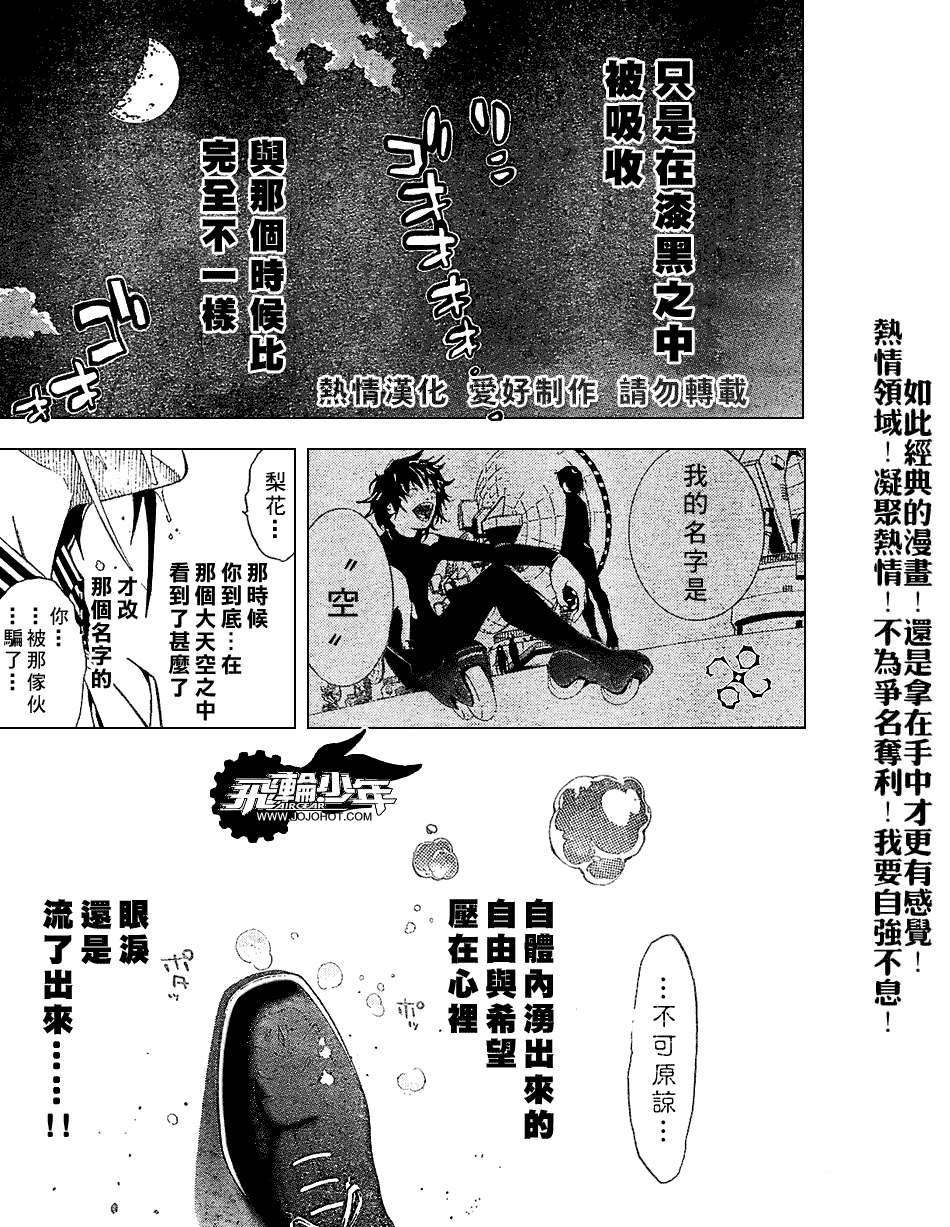 只是在漆黑之中
被吸收
與那個時候比
完全不一樣
熱情漢化 愛好制作 請勿轉載
我的名字是
"空"
梨花…
那時候
你到底…在
那個大天空之中
看到了甚麼了
才改
那個名字的
你…
…被那傢伙
騙了…
飛輪少年
AIRGEAR
WWW.JOJOHOT.COM
…不可原諒…
自體內湧出來的
自由與希望
壓在心裡
ポ
ポタッ
眼淚
還是
流了出來……!!
如此經典的漫畫！還是拿在手中才更有感覺！
熱情領域！凝聚熱情！不為爭名奪利！我要自強不息！